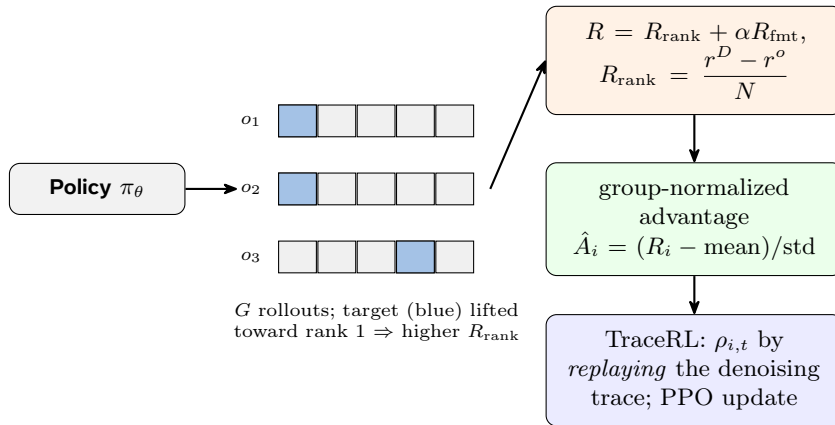 Policy π_θ
o_1
o_2
o_3
G rollouts; target (blue) lifted
toward rank 1 ⇒ higher R_rank
R = R_rank + αR_fmt,
R_rank = (r^D − r^o)/N
group-normalized
advantage
Â_i = (R_i − mean)/std
TraceRL: ρ_{i,t} by
replaying the denoising
trace; PPO update